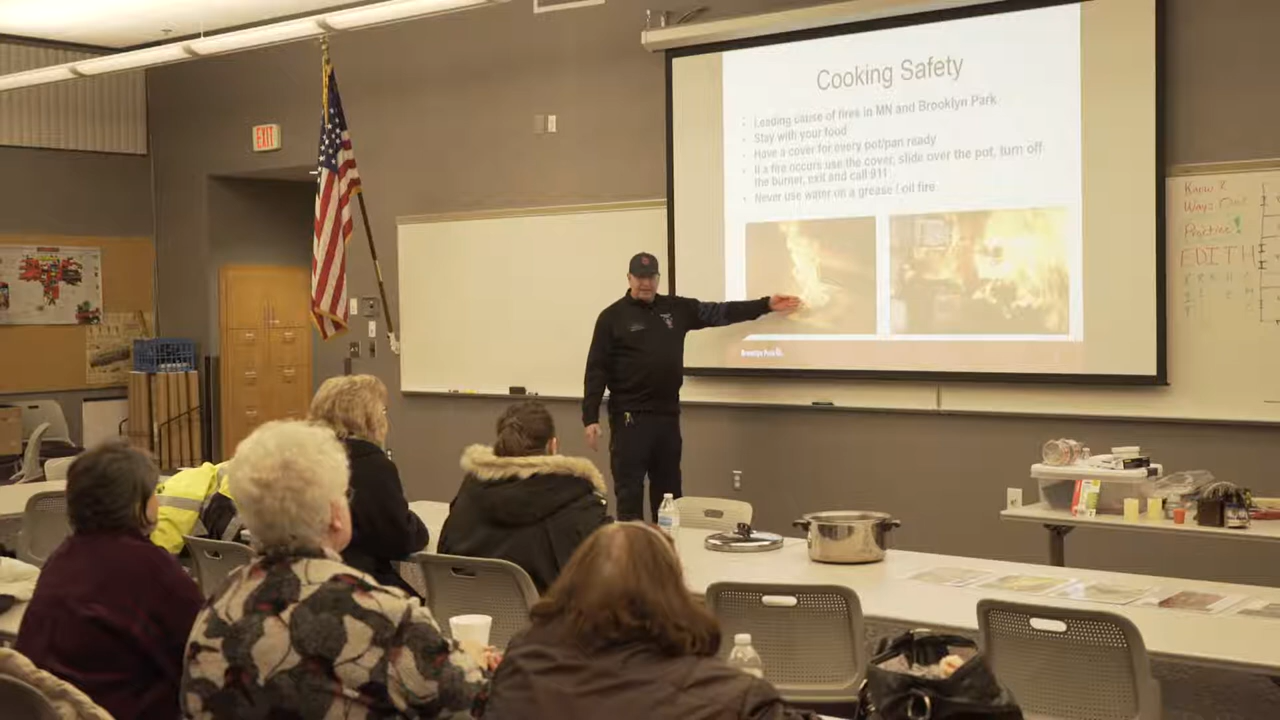 EXIT
Cooking Safety
Leading cause of fires in MN and Brooklyn Park
Stay with your food
Have a cover for every pot/pan ready
If a fire occurs use the cover, slide over the pot, turn off
the burner, exit and call 911
Never use water on a grease / oil fire
Brooklyn Park
Know 2
Ways Out
Practice!
EDITH